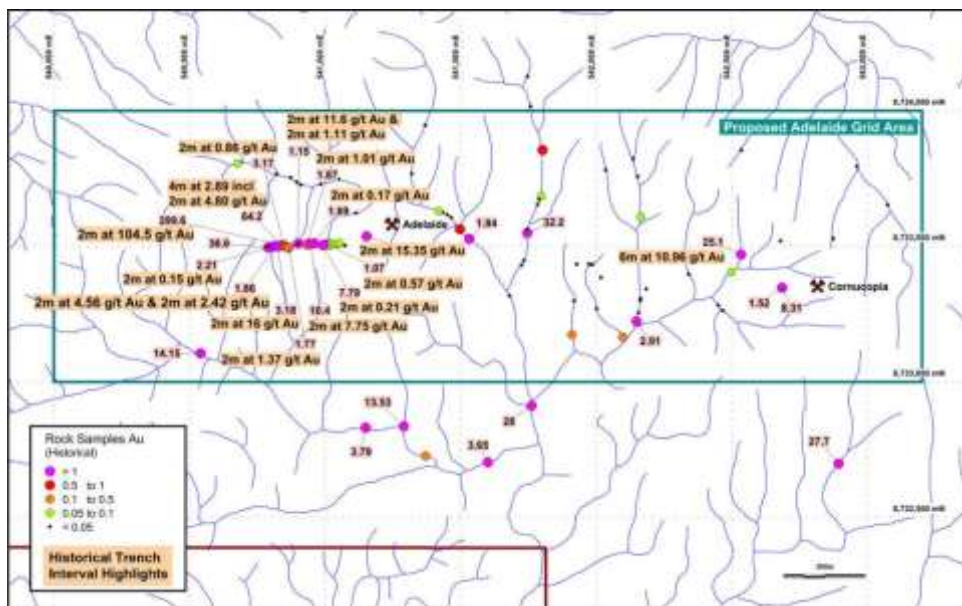 2m at 11.6 g/t Au &
2m at 1.11 g/t Au
Proposed Adelaide Grid Area
2m at 0.86 g/t Au
3.17
1.15
2m at 1.01 g/t Au
1.67
4m at 2.89 incl
2m at 4.80 g/t Au
2m at 0.17 g/t Au
64.2
1.69
Adelaide
1.94
32.2
2m at 104.5 g/t Au
2m at 15.35 g/t Au
25.1
6m at 10.96 g/t Au
2.21
1.07
2m at 0.15 g/t Au
2m at 0.57 g/t Au
Cornucopia
7.79
2m at 4.56 g/t Au & 2m at 2.42 g/t Au
3.18
10.4
2m at 0.21 g/t Au
1.52
8.31
2m at 16 g/t Au
2m at 7.75 g/t Au
1.77
2.91
14.15
2m at 1.37 g/t Au
13.53
28
3.79
3.93
27.7
Rock Samples Au
(Historical)
> 1
0.5 to 1
0.1 to 0.5
0.05 to 0.1
< 0.05
Historical Trench
Interval Highlights